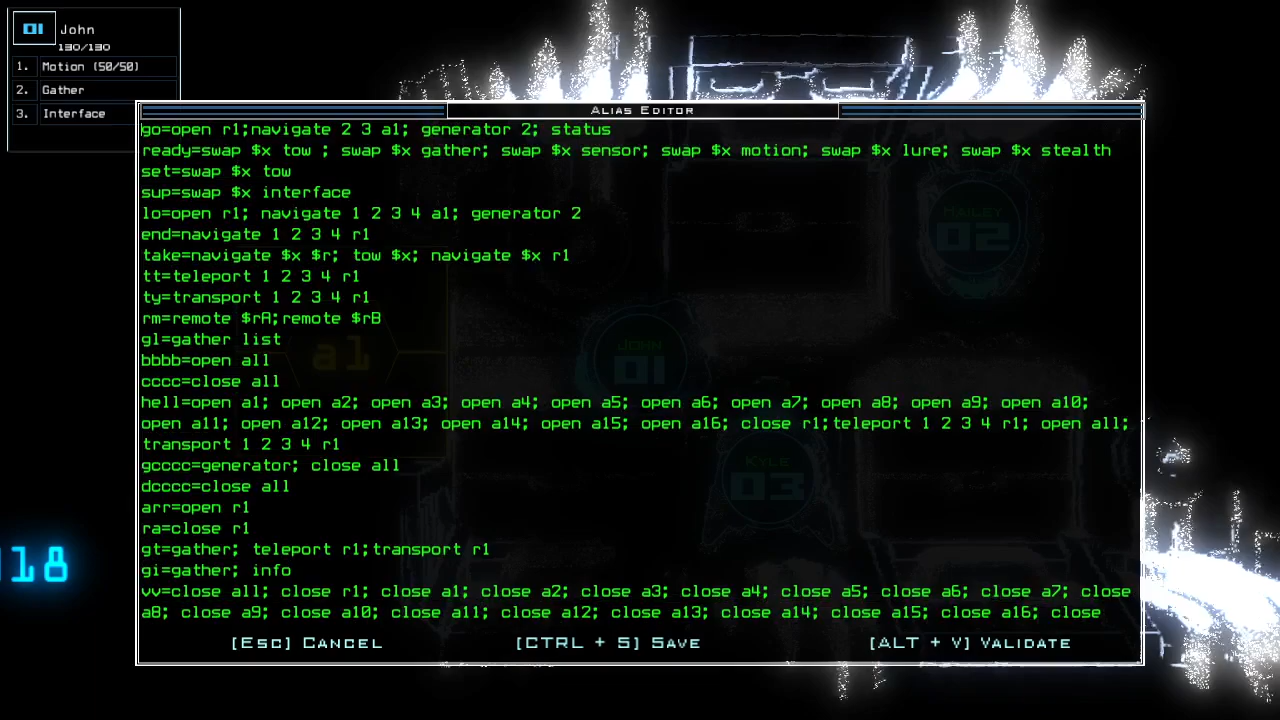 01 John
130/130
1. Motion (50/50)
2. Gather
3. Interface
Alias Editor
go=open r1;navigate 2 3 a1; generator 2; status
ready=swap $x tow ; swap $x gather; swap $x sensor; swap $x motion; swap $x lure; swap $x stealth
set=swap $x tow
sup=swap $x interface
lo=open r1; navigate 1 2 3 4 a1; generator 2
end=navigate 1 2 3 4 r1
take=navigate $x $r; tow $x; navigate $x r1
tt=teleport 1 2 3 4 r1
ty=transport 1 2 3 4 r1
rm=remote $rA;remote $rB
gl=gather list
bbbb=open all
cccc=close all
hell=open a1; open a2; open a3; open a4; open a5; open a6; open a7; open a8; open a9; open a10;
open a11; open a12; open a13; open a14; open a15; open a16; close r1;teleport 1 2 3 4 r1; open all;
transport 1 2 3 4 r1
gcccc=generator; close all
dcccc=close all
arr=open r1
ra=close r1
gt=gather; teleport r1;transport r1
gi=gather; info
vv=close all; close r1; close a1; close a2; close a3; close a4; close a5; close a6; close a7; close
a8; close a9; close a10; close a11; close a12; close a13; close a14; close a15; close a16; close
[Esc] Cancel
[CTRL + S] Save
[ALT + V] Validate
Hailey
02
John
01
a1
Kyle
03
118